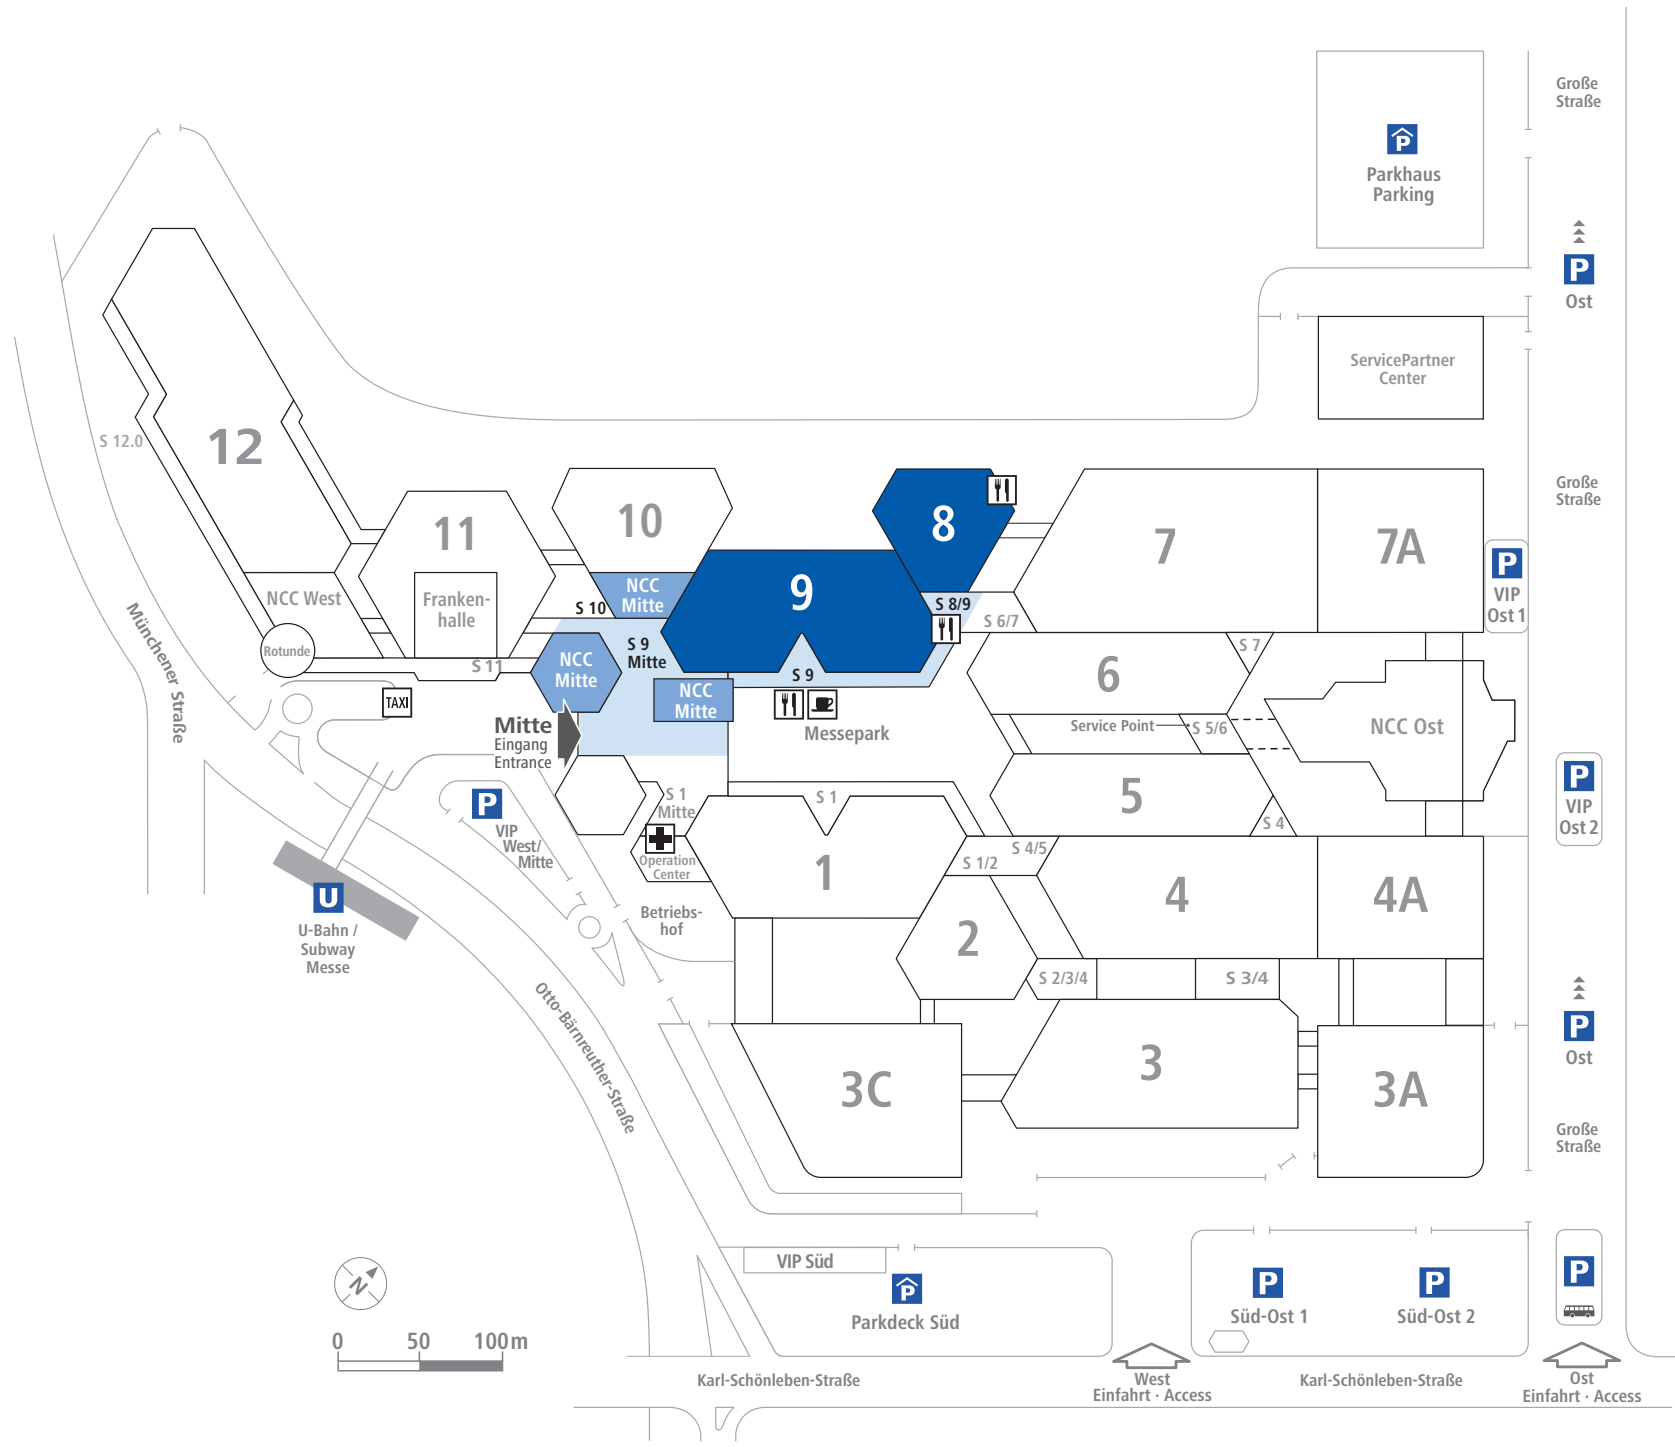 Große
Straße
P
Parkhaus
Parking
P
Ost
ServicePartner
Center
S 12.0
12
11
10
8
7
7A
Große
Straße
9
P
VIP
Ost 1
NCC West
Franken-
halle
NCC
Mitte
S 10
S 8/9
S 6/7
Münchener Straße
Rotunde
S 11
NCC
Mitte
S 9
Mitte
S 9
6
S 7
TAXI
NCC
Mitte
Mitte
Eingang
Entrance
Messepark
Service Point
S 5/6
NCC Ost
P
VIP
West/
Mitte
S 1
Mitte
S 1
5
S 4
P
VIP
Ost 2
Operation
Center
1
S 4/5
S 1/2
4
4A
U
U-Bahn /
Subway
Messe
Betriebs-
hof
2
S 2/3/4
S 3/4
P
Ost
Otto-Bärnreuther-Straße
3C
3
3A
Große
Straße
VIP Süd
P
Parkdeck Süd
P
Süd-Ost 1
P
Süd-Ost 2
P
N
0 50 100m
Karl-Schönleben-Straße
West
Einfahrt · Access
Karl-Schönleben-Straße
Ost
Einfahrt · Access